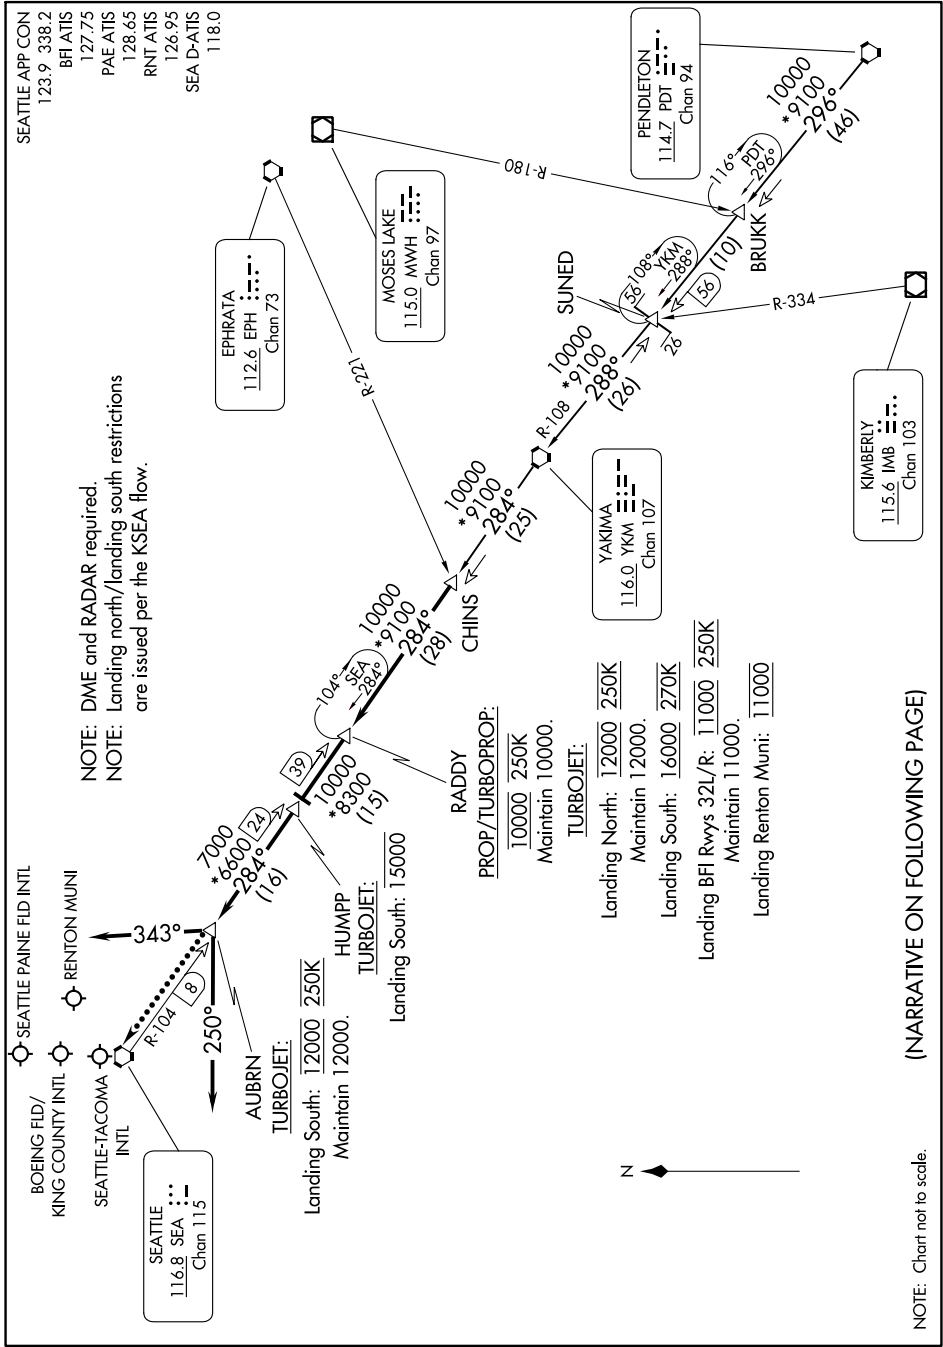 SEATTLE APP CON
123.9 338.2
BFI ATIS
127.75
PAE ATIS
128.65
RNT ATIS
126.95
SEA D-ATIS
118.0
NOTE: DME and RADAR required.
NOTE: Landing north/landing south restrictions
are issued per the KSEA flow.
SEATTLE PAINE FLD INTL
BOEING FLD/
KING COUNTY INTL
RENTON MUNI
SEATTLE-TACOMA
INTL
SEATTLE
116.8 SEA
Chan 115
R-104
8
343°
250°
AUBRN
TURBOJET:
Landing South: 12000 250K
Maintain 12000.
7000
*6600
284°
(16)
24
HUMPP
TURBOJET:
Landing South: 15000
39
10000
*8300
(15)
104°
SEA
284°
RADDY
PROP/TURBOPROP:
10000 250K
Maintain 10000.
TURBOJET:
Landing North: 12000 250K
Maintain 12000.
Landing South: 16000 270K
Landing BFI Rwys 32L/R: 11000 250K
Maintain 11000.
Landing Renton Muni: 11000
10000
*9100
284°
(28)
CHINS
EPHRATA
112.6 EPH
Chan 73
R-221
MOSES LAKE
115.0 MWH
Chan 97
R-180
10000
*9100
284°
(25)
YAKIMA
116.0 YKM
Chan 107
R-108
10000
*9100
288°
(26)
SUNED
56
108°
YKM
288°
26
56
(10)
R-334
KIMBERLY
115.6 IMB
Chan 103
BRUKK
116°
PDT
296°
10000
*9100
296°
(46)
PENDLETON
114.7 PDT
Chan 94
N
(NARRATIVE ON FOLLOWING PAGE)
NOTE: Chart not to scale.